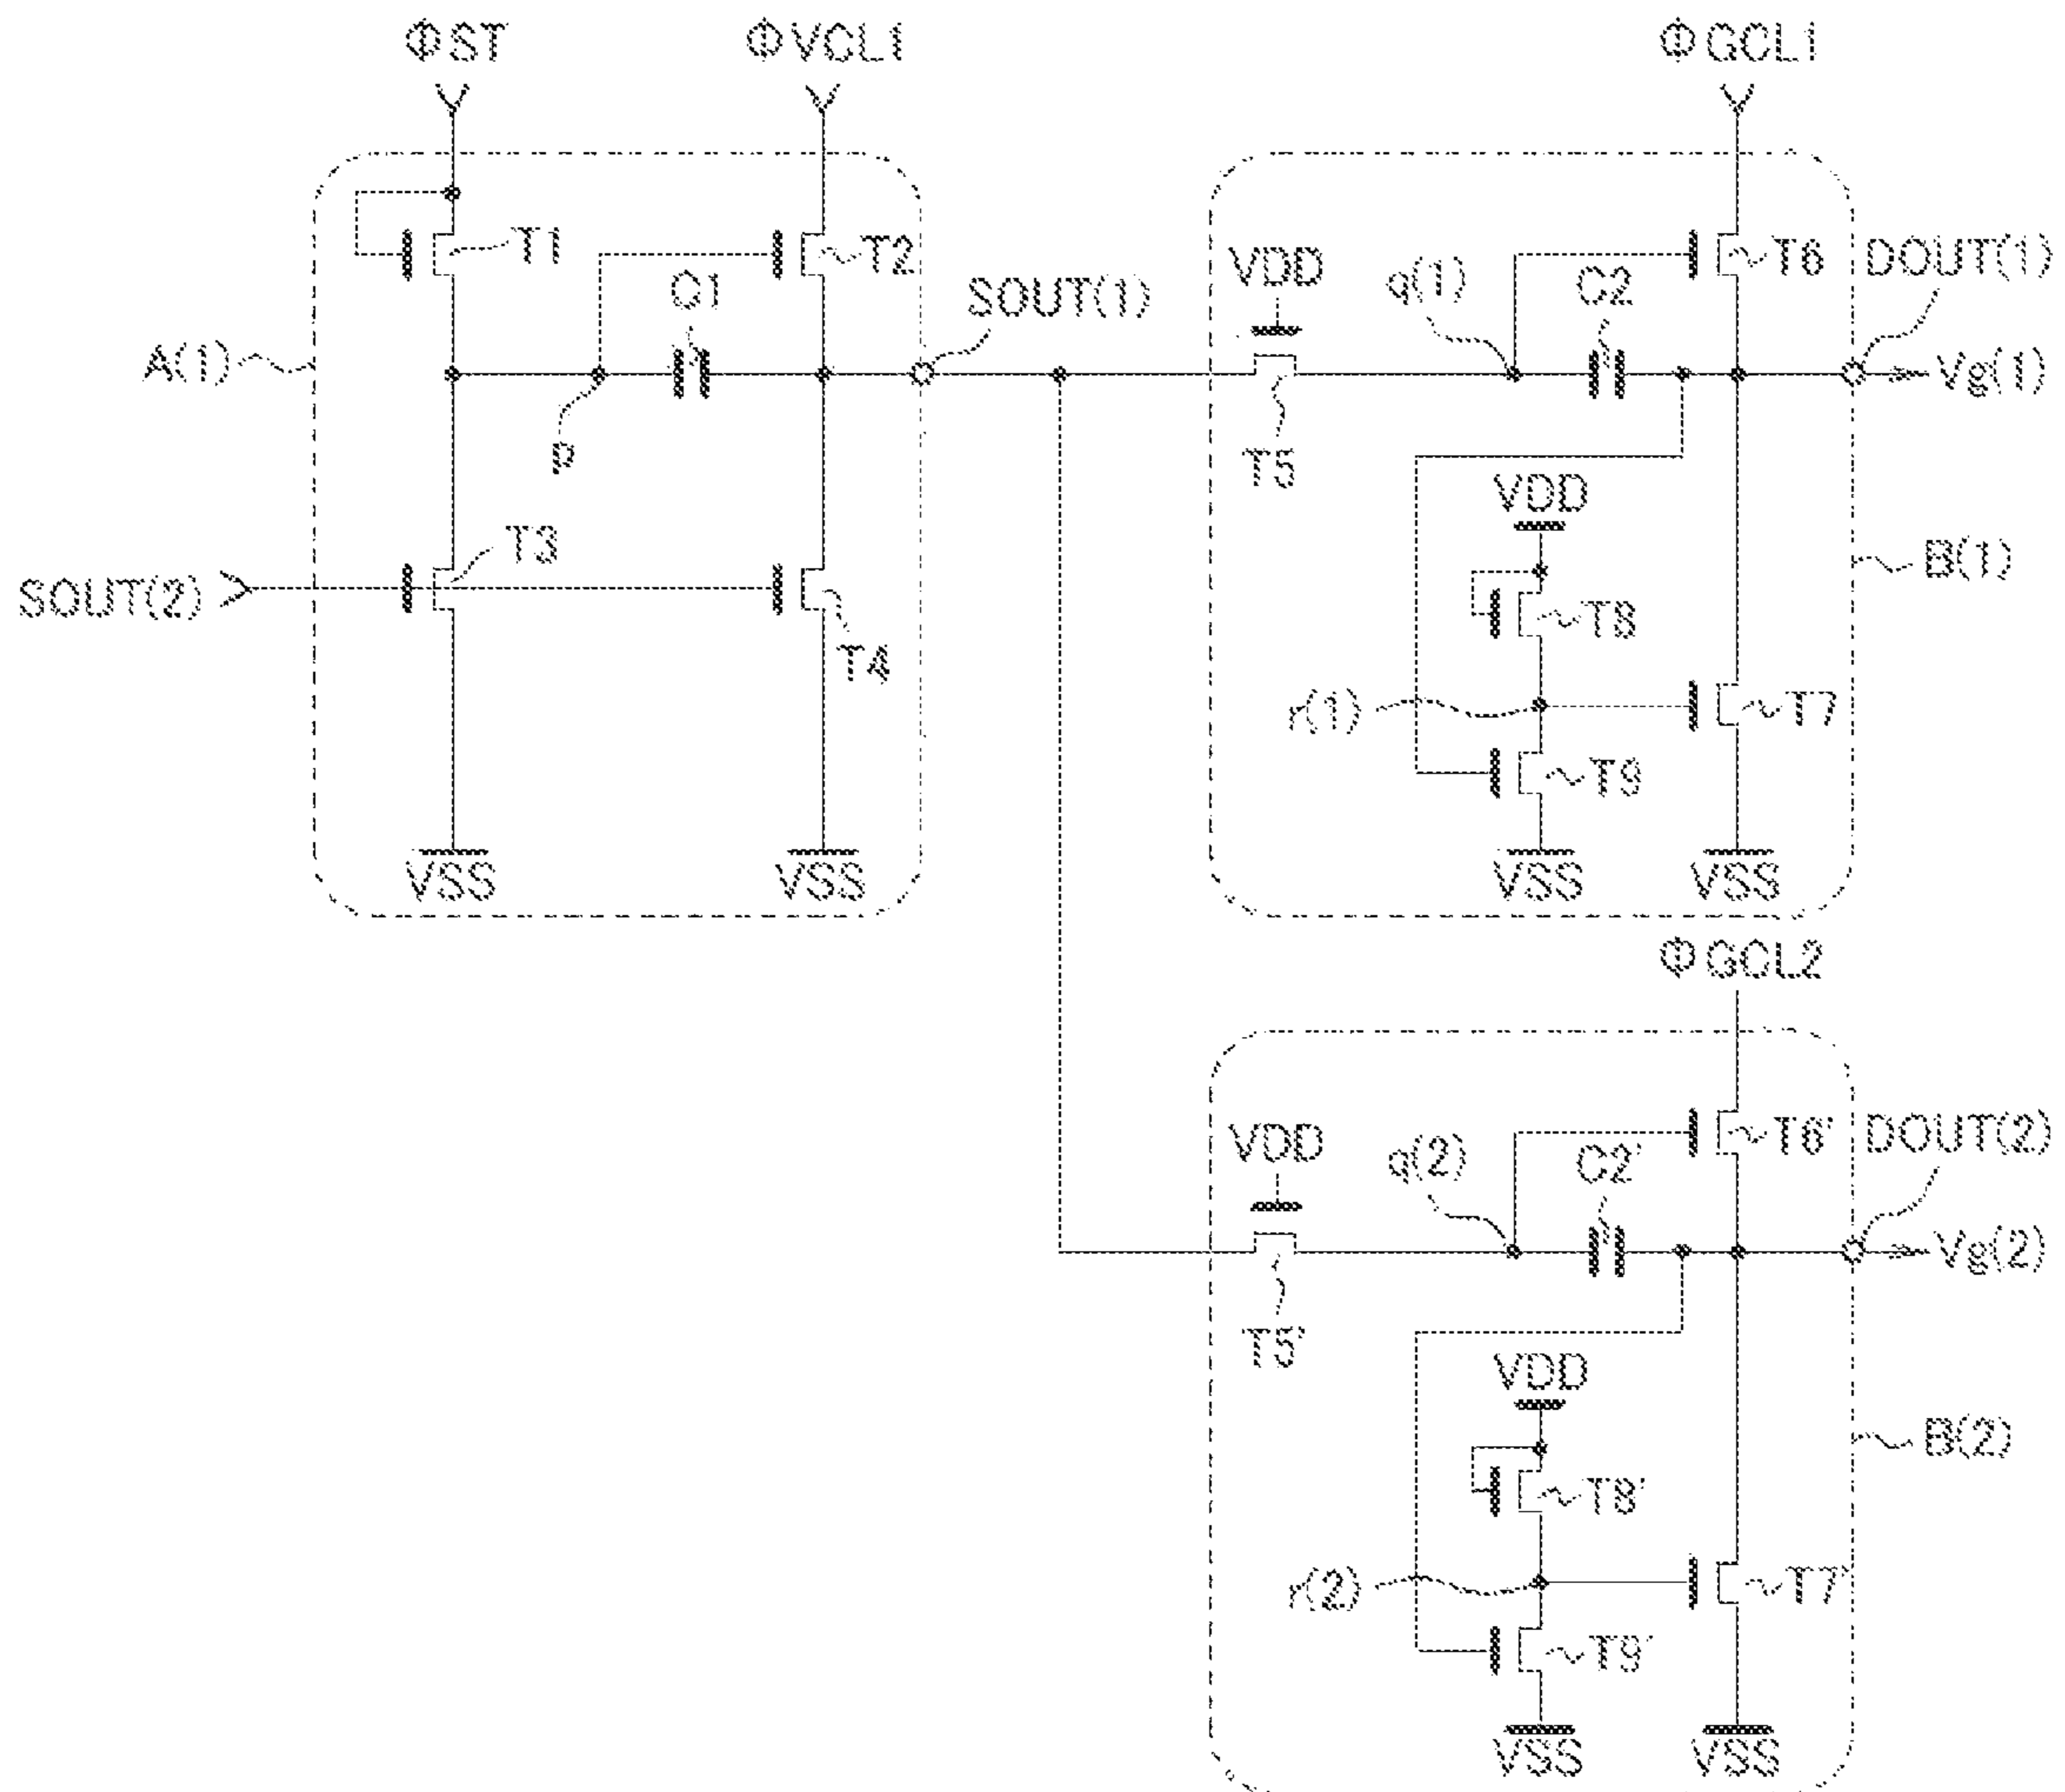 ΦST
ΦVCL1
ΦGCL1
T1
T2
C1
SOUT(1)
A(1)
p
T3
SOUT(2)
T4
VSS
VSS
VDD
q(1)
C2
T6
DOUT(1)
Vg(1)
T5
VDD
B(1)
T8
r(1)
T7
T9
VSS
VSS
ΦGCL2
VDD
q(2)
C2'
T6'
DOUT(2)
Vg(2)
T5'
VDD
B(2)
T8'
r(2)
T7'
T9'
VSS
VSS